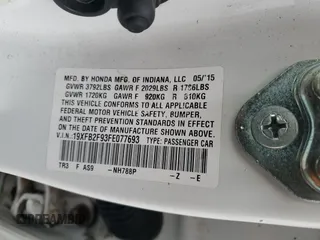 MFD. BY HONDA MFG. OF INDIANA, LLC 05/15
GVWR 3792LBS GAWR F 2029LBS R 1786LBS
GVWR 1720KG GAWR F 920KG R 810KG
THIS VEHICLE CONFORMS TO ALL APPLICABLE
FEDERAL MOTOR VEHICLE SAFETY, BUMPER,
AND THEFT PREVENTION STANDARDS IN EFFECT
ON THE DATE OF MANUFACTURE SHOWN ABOVE.
V.I.N.: 19XFB2F93FE077693 TYPE: PASSENGER CAR
TR3 F AS9 -NH788P -Z -E